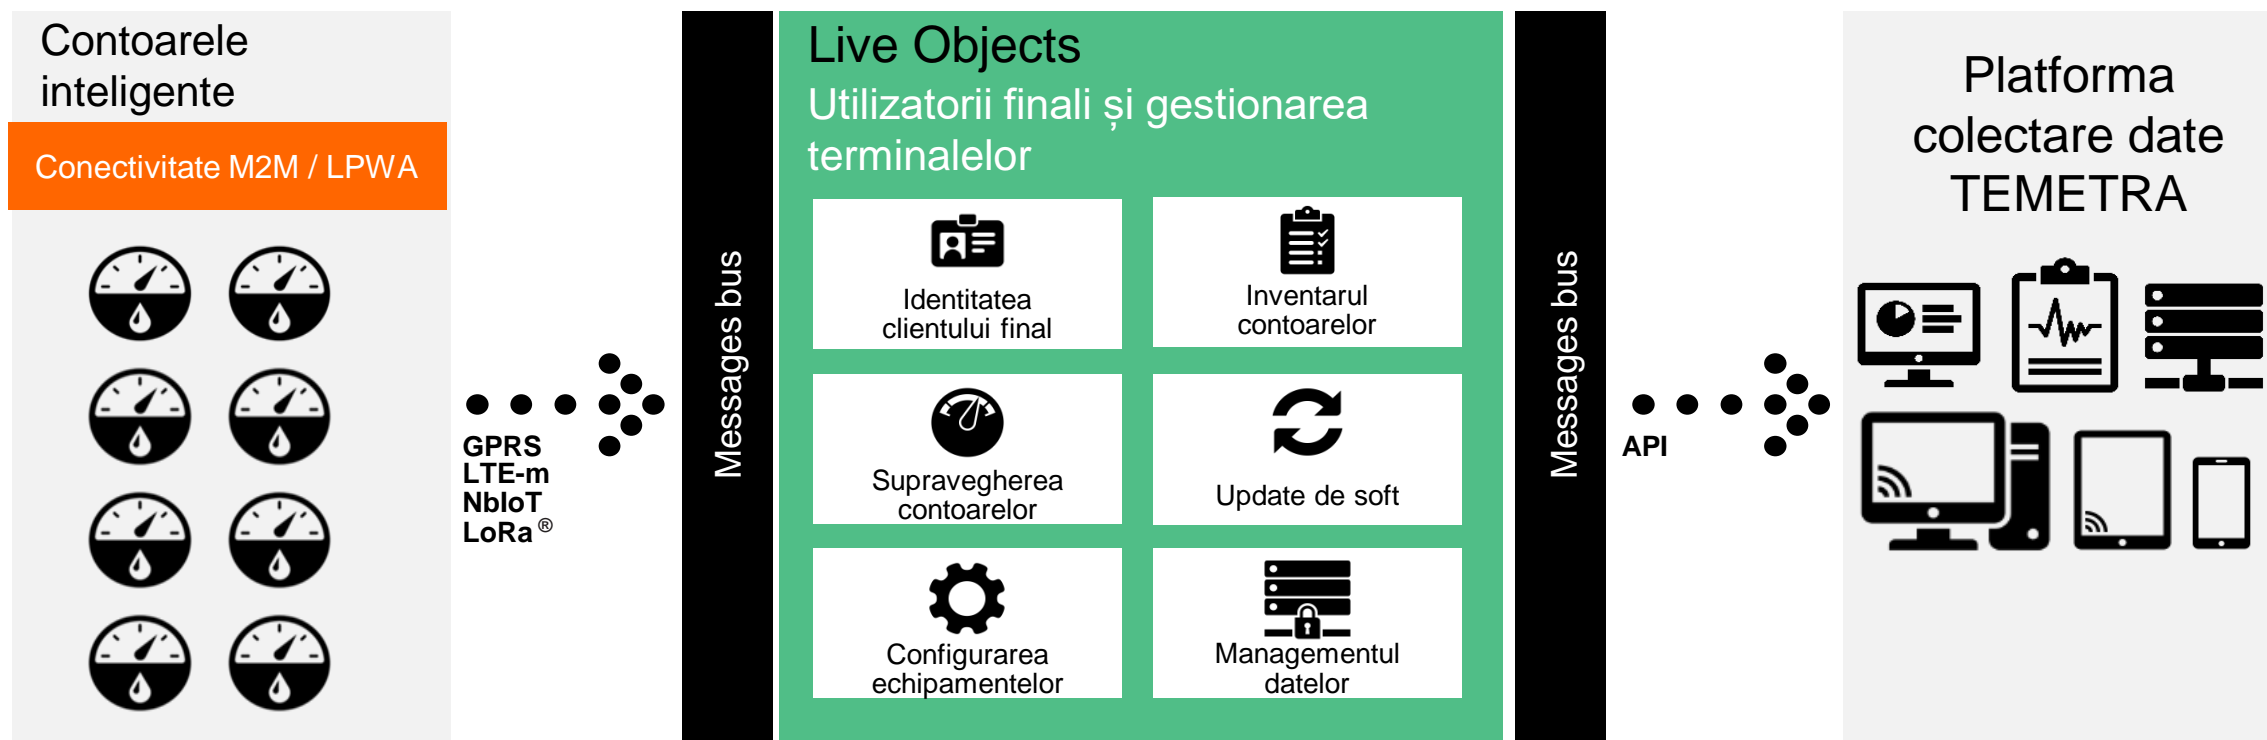 Contoarele
inteligente
Conectivitate M2M / LPWA
GPRS
LTE-m
NbIoT
LoRa®
Messages bus
Live Objects
Utilizatorii finali și gestionarea
terminalelor
Identitatea
clientului final
Inventarul
contoarelor
Supravegherea
contoarelor
Update de soft
Configurarea
echipamentelor
Managementul
datelor
Messages bus
API
Platforma
colectare date
TEMETRA